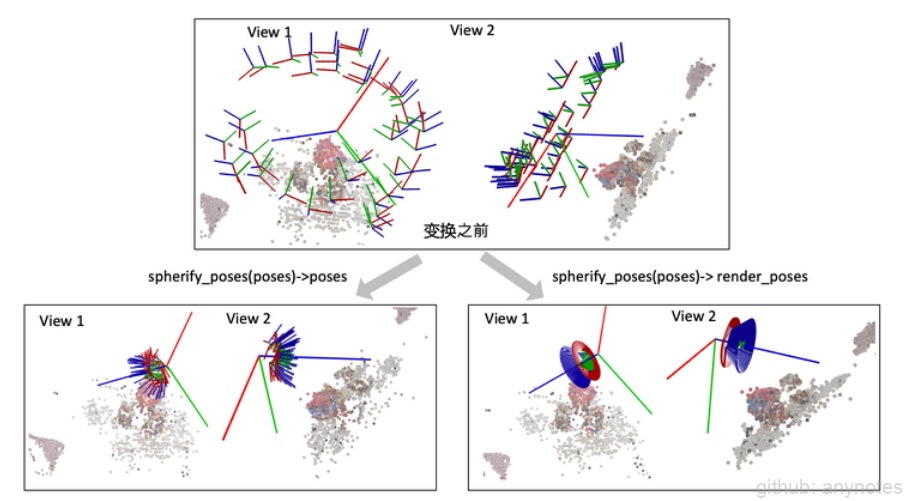 View 1
View 2
变换之前
spherify_poses(poses)->poses
spherify_poses(poses)-> render_poses
View 1
View 2
View 1
View 2
github: anynotes